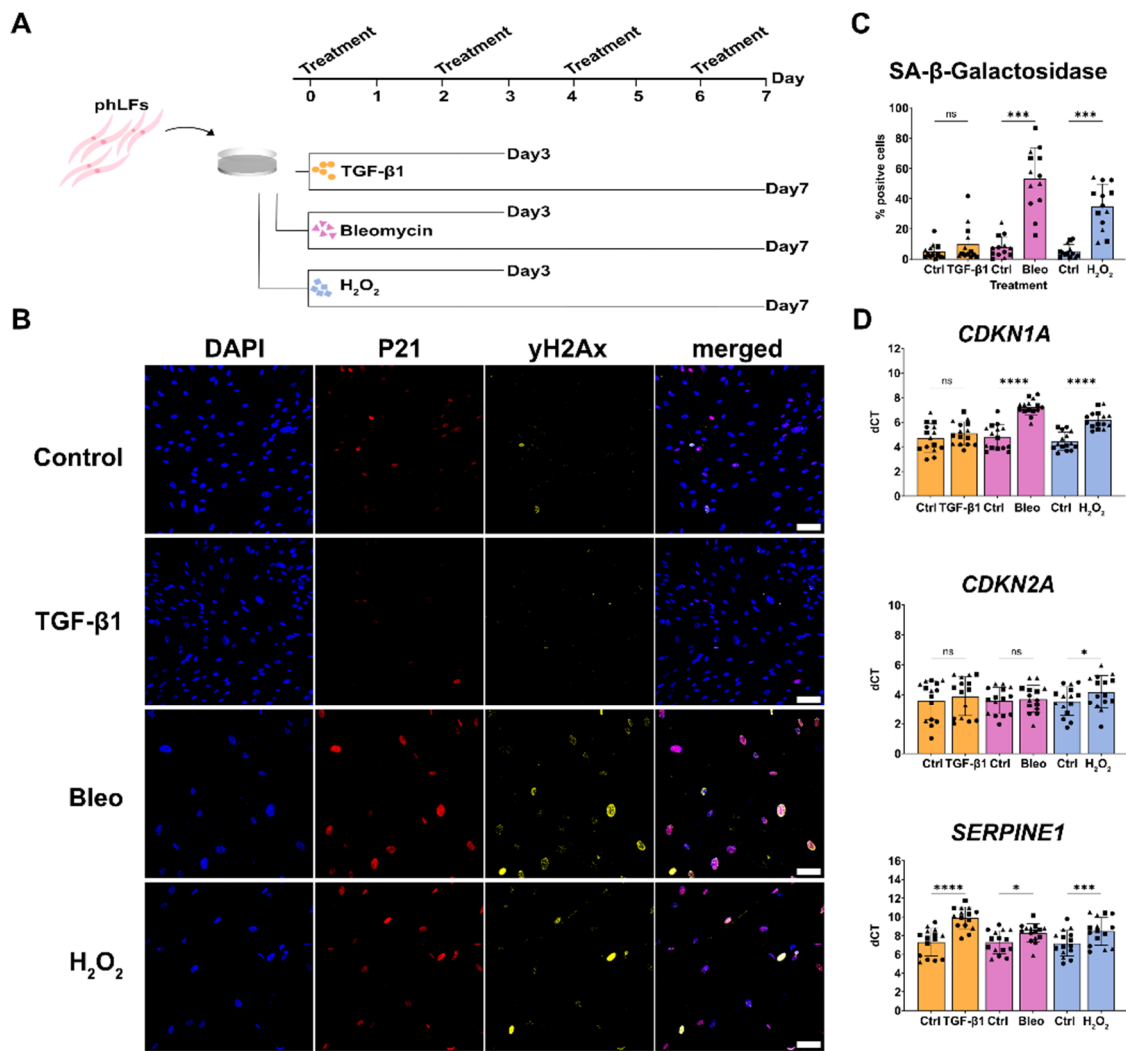 A
Treatment Treatment Treatment Treatment
Day
0 1 2 3 4 5 6 7
phLFs
Day3
TGF-β1
Day7
Day3
Bleomycin
Day7
Day3
H₂O₂
Day7
B
DAPI P21 yH2Ax merged
Control
TGF-β1
Bleo
H₂O₂
C
SA-β-Galactosidase
% positve cells
100
80
60
40
20
0
ns *** ***
Ctrl TGF-β1 Ctrl Bleo Ctrl H₂O₂
Treatment
D
CDKN1A
dCT
12
10
8
6
4
2
0
ns **** ****
Ctrl TGF-β1 Ctrl Bleo Ctrl H₂O₂
CDKN2A
dCT
10
8
6
4
2
0
ns ns *
Ctrl TGF-β1 Ctrl Bleo Ctrl H₂O₂
SERPINE1
dCT
16
14
12
10
8
6
4
2
0
**** * ***
Ctrl TGF-β1 Ctrl Bleo Ctrl H₂O₂